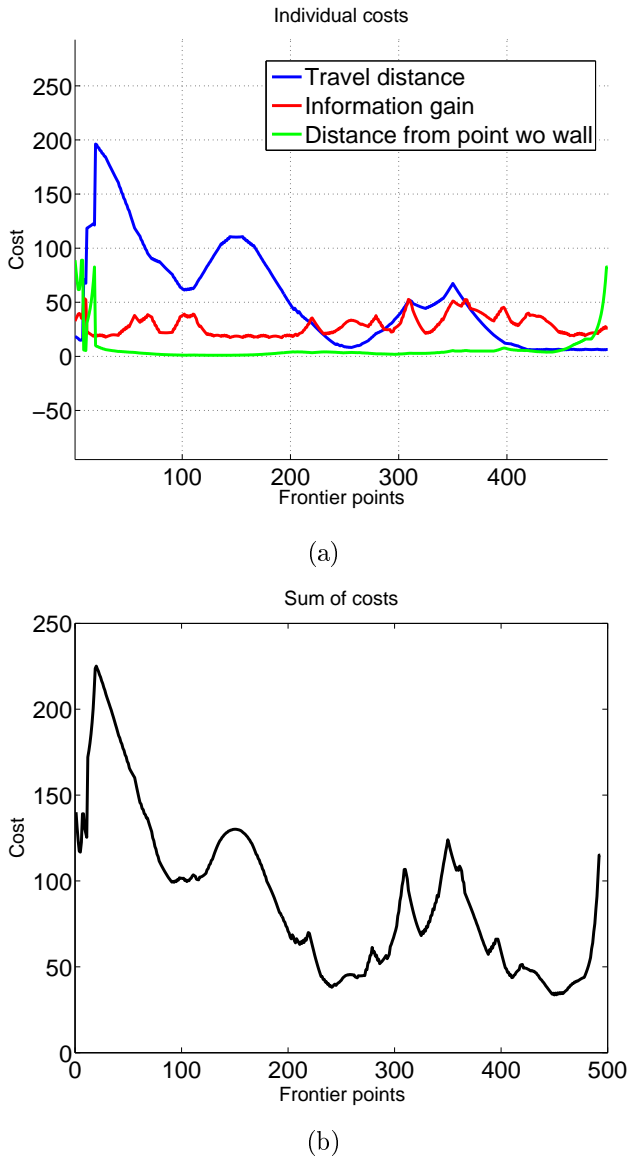 Individual costs
Travel distance
Information gain
Distance from point wo wall
250
200
150
100
50
0
−50
Cost
100
200
300
400
Frontier points
(a)
Sum of costs
250
200
150
100
50
0
Cost
0
100
200
300
400
500
Frontier points
(b)